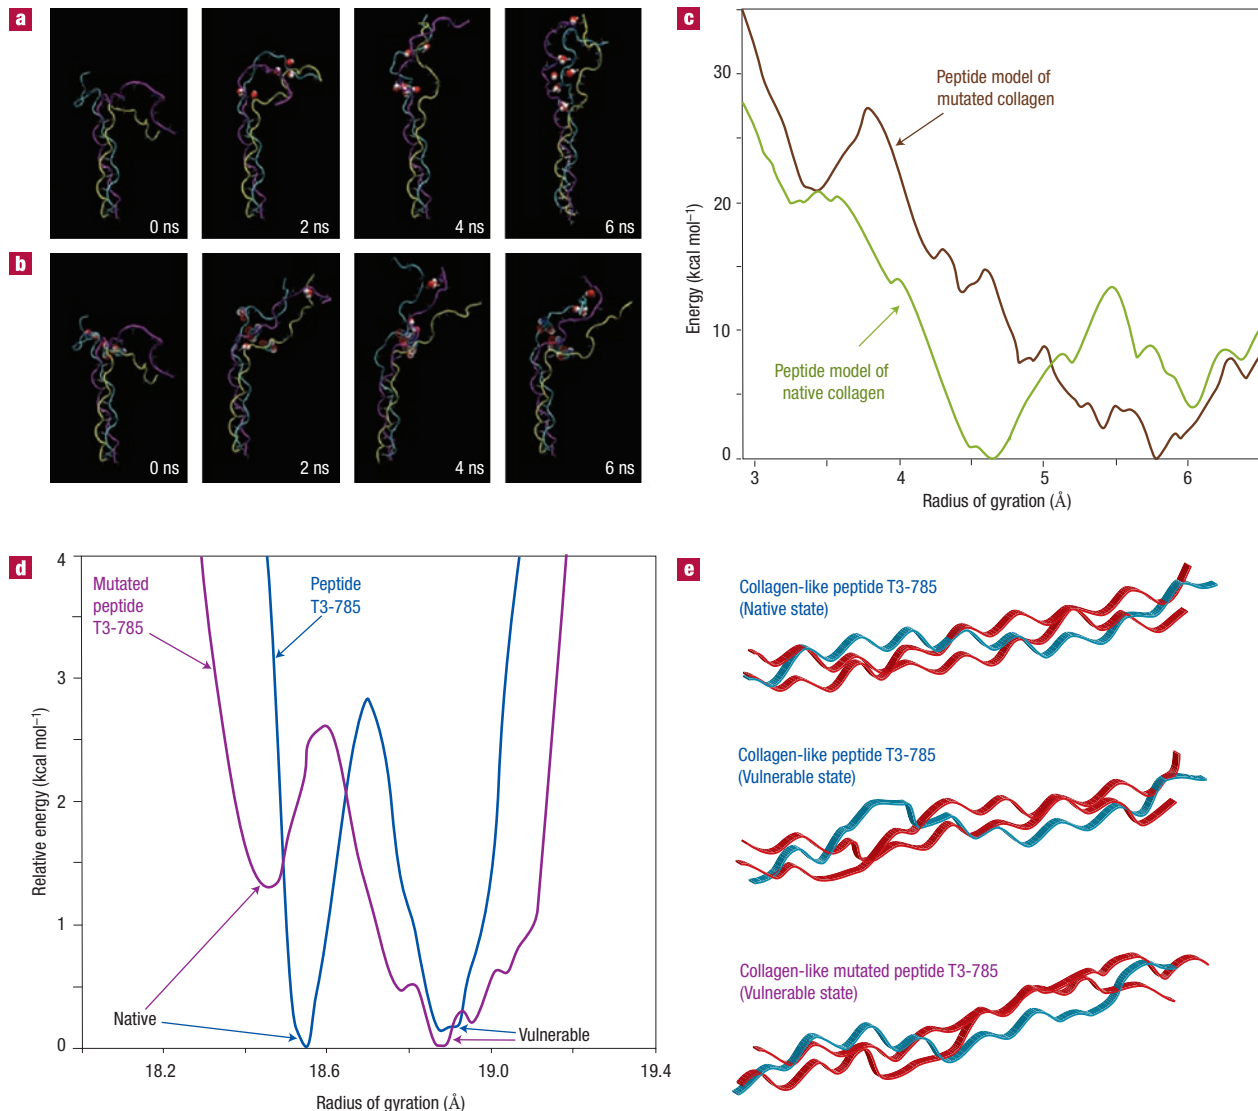 a
0 ns
2 ns
4 ns
6 ns
b
0 ns
2 ns
4 ns
6 ns
c
30
20
10
0
Energy (kcal mol⁻¹)
Peptide model of
mutated collagen
Peptide model of
native collagen
3
4
5
6
Radius of gyration (Å)
d
4
3
2
1
0
Relative energy (kcal mol⁻¹)
Mutated
peptide
T3-785
Peptide
T3-785
Native
Vulnerable
18.2
18.6
19.0
19.4
Radius of gyration (Å)
e
Collagen-like peptide T3-785
(Native state)
Collagen-like peptide T3-785
(Vulnerable state)
Collagen-like mutated peptide T3-785
(Vulnerable state)